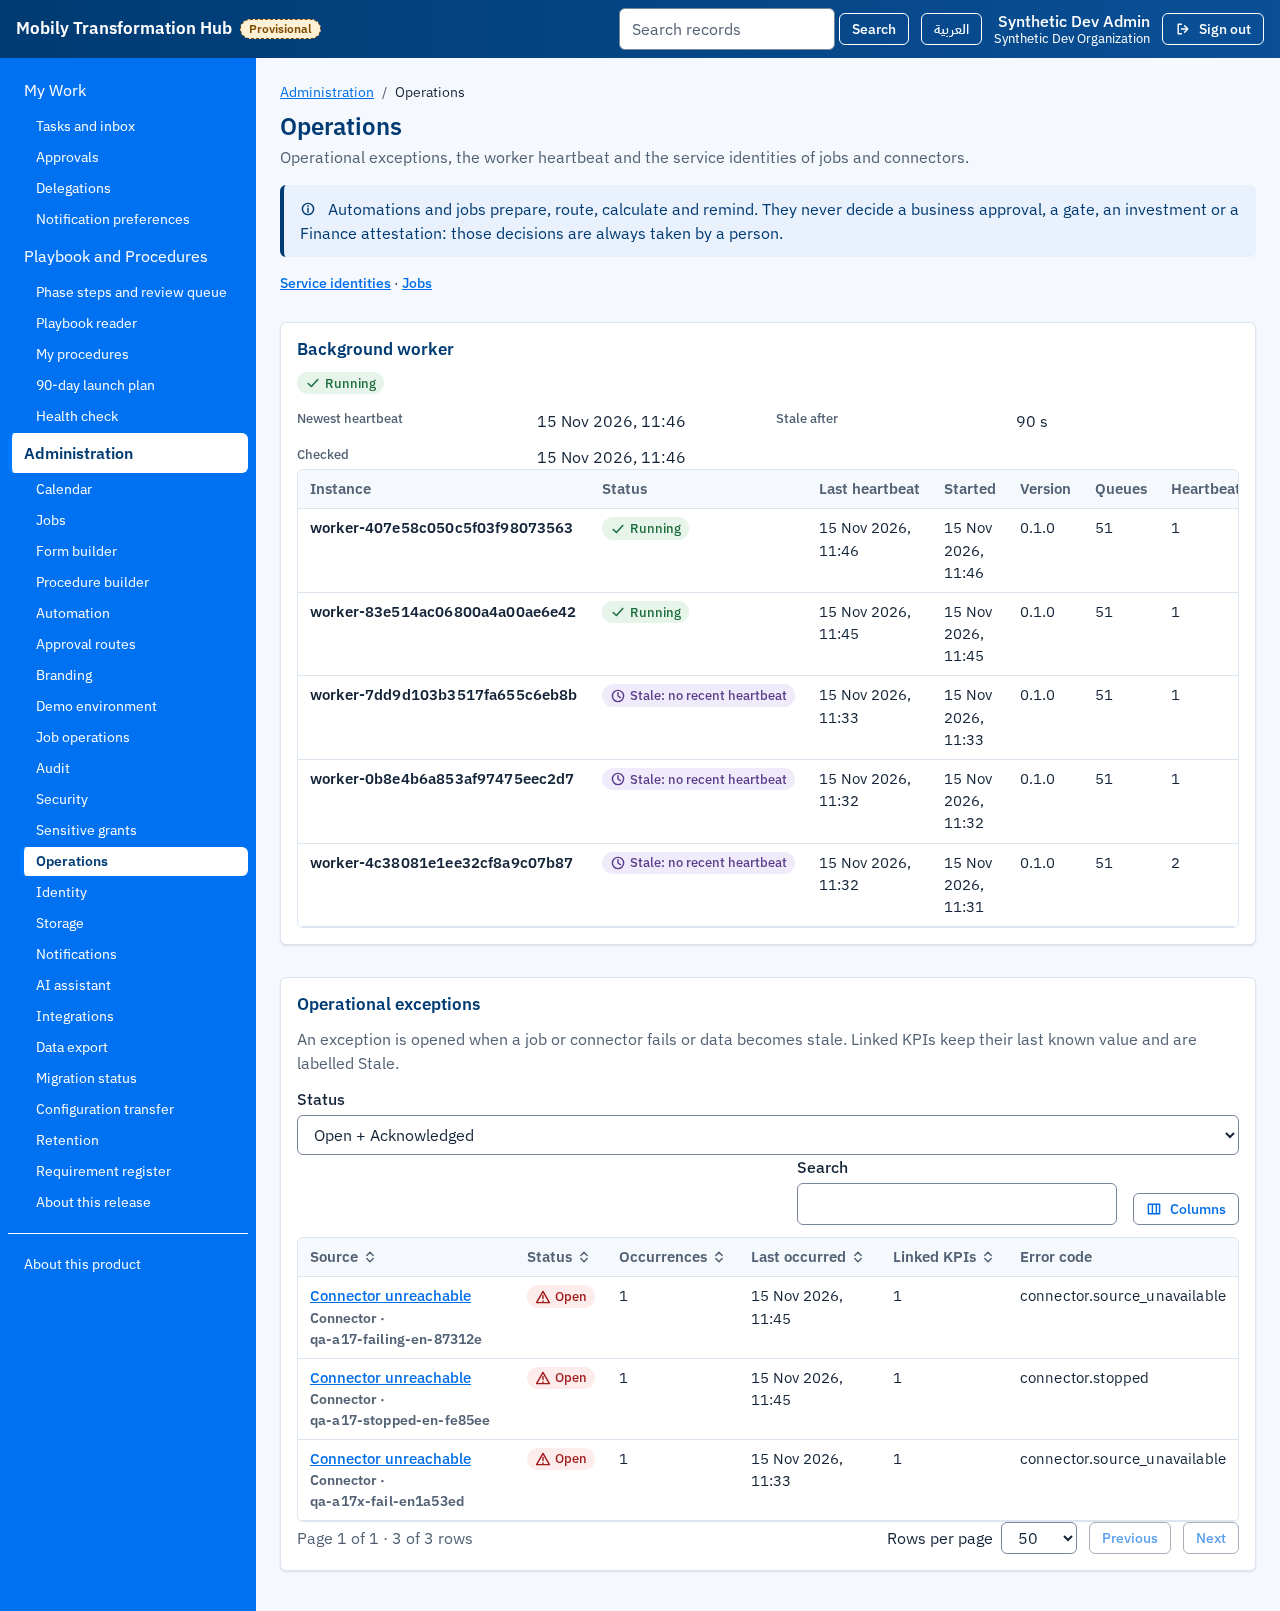 Mobily Transformation Hub
Provisional
Search records
Search
العربية
Synthetic Dev Admin
Synthetic Dev Organization
Sign out
My Work
Tasks and inbox
Approvals
Delegations
Notification preferences
Playbook and Procedures
Phase steps and review queue
Playbook reader
My procedures
90-day launch plan
Health check
Administration
Calendar
Jobs
Form builder
Procedure builder
Automation
Approval routes
Branding
Demo environment
Job operations
Audit
Security
Sensitive grants
Operations
Identity
Storage
Notifications
AI assistant
Integrations
Data export
Migration status
Configuration transfer
Retention
Requirement register
About this release
About this product
Administration / Operations
Operations
Operational exceptions, the worker heartbeat and the service identities of jobs and connectors.
Automations and jobs prepare, route, calculate and remind. They never decide a business approval, a gate, an investment or a
Finance attestation: those decisions are always taken by a person.
Service identities · Jobs
Background worker
Running
Newest heartbeat 15 Nov 2026, 11:46 Stale after 90 s
Checked 15 Nov 2026, 11:46
Instance Status Last heartbeat Started Version Queues Heartbeat
worker-407e58c050c5f03f98073563 Running 15 Nov 2026, 15 Nov 0.1.0 51 1
11:46 2026,
11:46
worker-83e514ac06800a4a00ae6e42 Running 15 Nov 2026, 15 Nov 0.1.0 51 1
11:45 2026,
11:45
worker-7dd9d103b3517fa655c6eb8b Stale: no recent heartbeat 15 Nov 2026, 15 Nov 0.1.0 51 1
11:33 2026,
11:33
worker-0b8e4b6a853af97475eec2d7 Stale: no recent heartbeat 15 Nov 2026, 15 Nov 0.1.0 51 1
11:32 2026,
11:32
worker-4c38081e1ee32cf8a9c07b87 Stale: no recent heartbeat 15 Nov 2026, 15 Nov 0.1.0 51 2
11:32 2026,
11:31
Operational exceptions
An exception is opened when a job or connector fails or data becomes stale. Linked KPIs keep their last known value and are
labelled Stale.
Status
Open + Acknowledged
Search
Columns
Source Status Occurrences Last occurred Linked KPIs Error code
Connector unreachable Open 1 15 Nov 2026, 1 connector.source_unavailable
Connector · 11:45
qa-a17-failing-en-87312e
Connector unreachable Open 1 15 Nov 2026, 1 connector.stopped
Connector · 11:45
qa-a17-stopped-en-fe85ee
Connector unreachable Open 1 15 Nov 2026, 1 connector.source_unavailable
Connector · 11:33
qa-a17x-fail-en1a53ed
Page 1 of 1 · 3 of 3 rows Rows per page 50 Previous Next